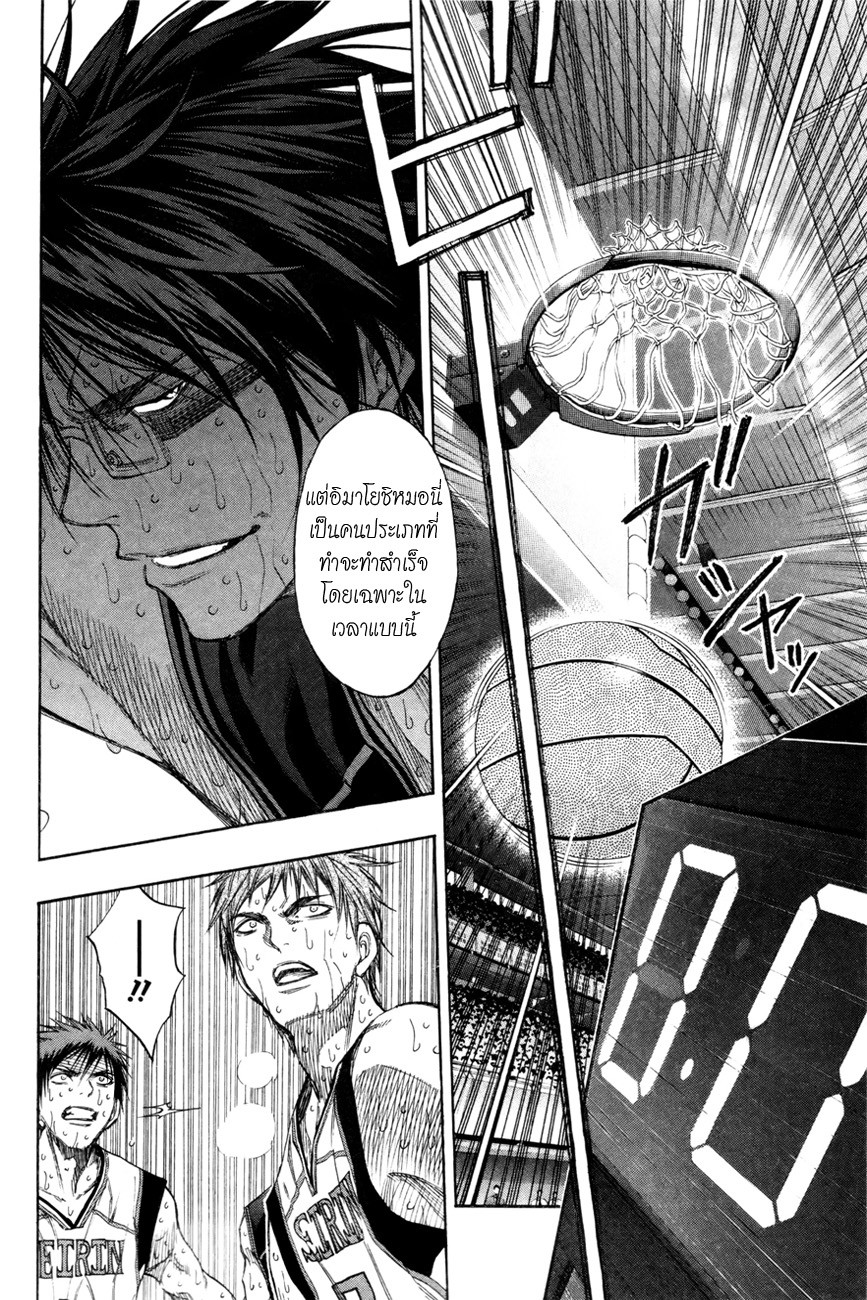 ビー
ガガッ
แต่อิมาโยชิหมอนี่
เป็นคนประเภทที่
ทำจะทำสำเร็จ
โดยเฉพาะใน
เวลาแบบนี้
0.0
—!!
EIRIN
SEIRIN
7